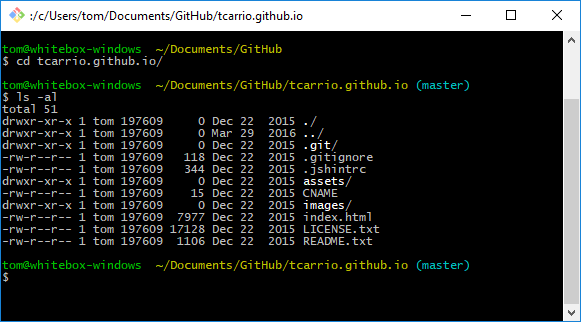 :/c/Users/tom/Documents/GitHub/tcarrio.github.io
tom@whitebox-windows  ~/Documents/GitHub
$ cd tcarrio.github.io/
tom@whitebox-windows  ~/Documents/GitHub/tcarrio.github.io (master)
$ ls -al
total 51
drwxr-xr-x 1 tom 197609     0 Dec 22  2015 ./
drwxr-xr-x 1 tom 197609     0 Mar 29  2016 ../
drwxr-xr-x 1 tom 197609     0 Dec 22  2015 .git/
-rw-r--r-- 1 tom 197609   118 Dec 22  2015 .gitignore
-rw-r--r-- 1 tom 197609   344 Dec 22  2015 .jshintrc
drwxr-xr-x 1 tom 197609     0 Dec 22  2015 assets/
-rw-r--r-- 1 tom 197609    15 Dec 22  2015 CNAME
drwxr-xr-x 1 tom 197609     0 Dec 22  2015 images/
-rw-r--r-- 1 tom 197609  7977 Dec 22  2015 index.html
-rw-r--r-- 1 tom 197609 17128 Dec 22  2015 LICENSE.txt
-rw-r--r-- 1 tom 197609  1106 Dec 22  2015 README.txt
tom@whitebox-windows  ~/Documents/GitHub/tcarrio.github.io (master)
$